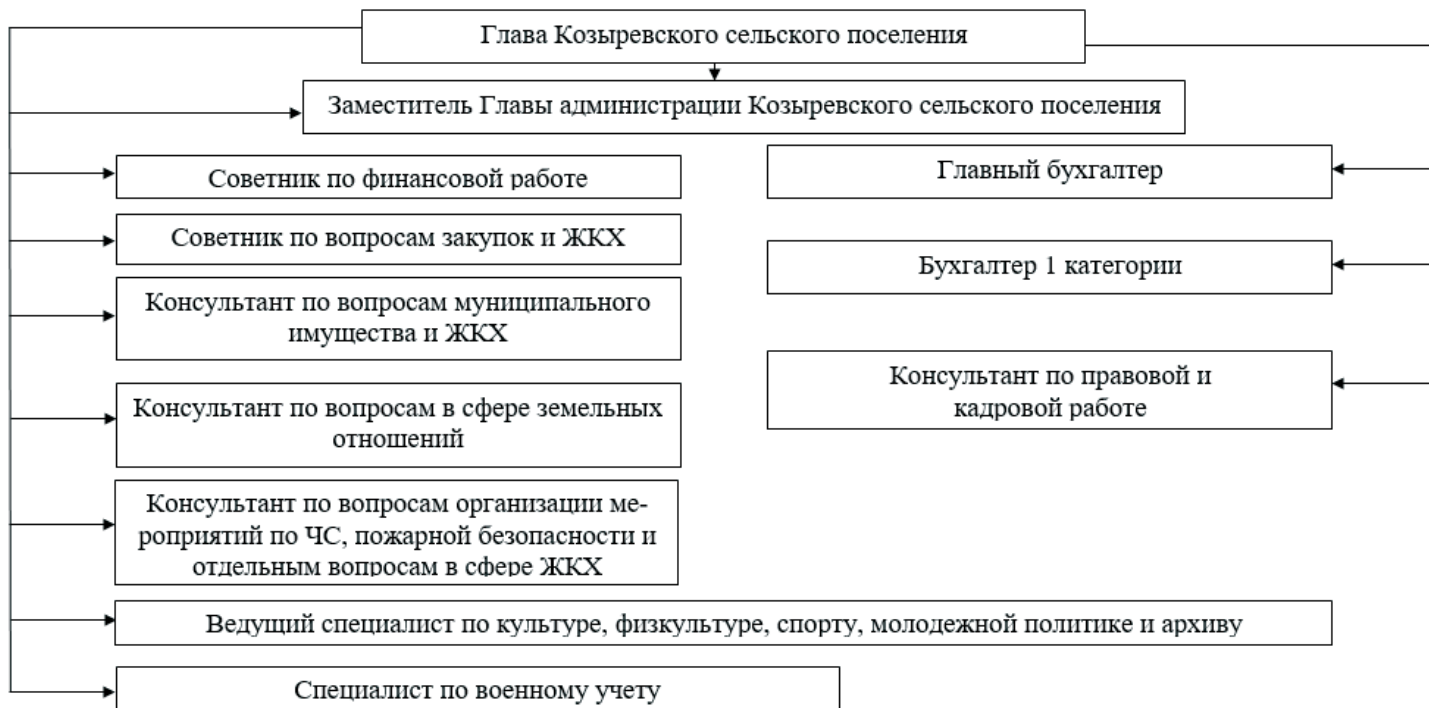 Глава Козыревского сельского поселения
Заместитель Главы администрации Козыревского сельского поселения
Советник по финансовой работе
Главный бухгалтер
Советник по вопросам закупок и ЖКХ
Бухгалтер 1 категории
Консультант по вопросам муниципального
имущества и ЖКХ
Консультант по правовой и
кадровой работе
Консультант по вопросам в сфере земельных
отношений
Консультант по вопросам организации ме-
роприятий по ЧС, пожарной безопасности и
отдельным вопросам в сфере ЖКХ
Ведущий специалист по культуре, физкультуре, спорту, молодежной политике и архиву
Специалист по военному учету